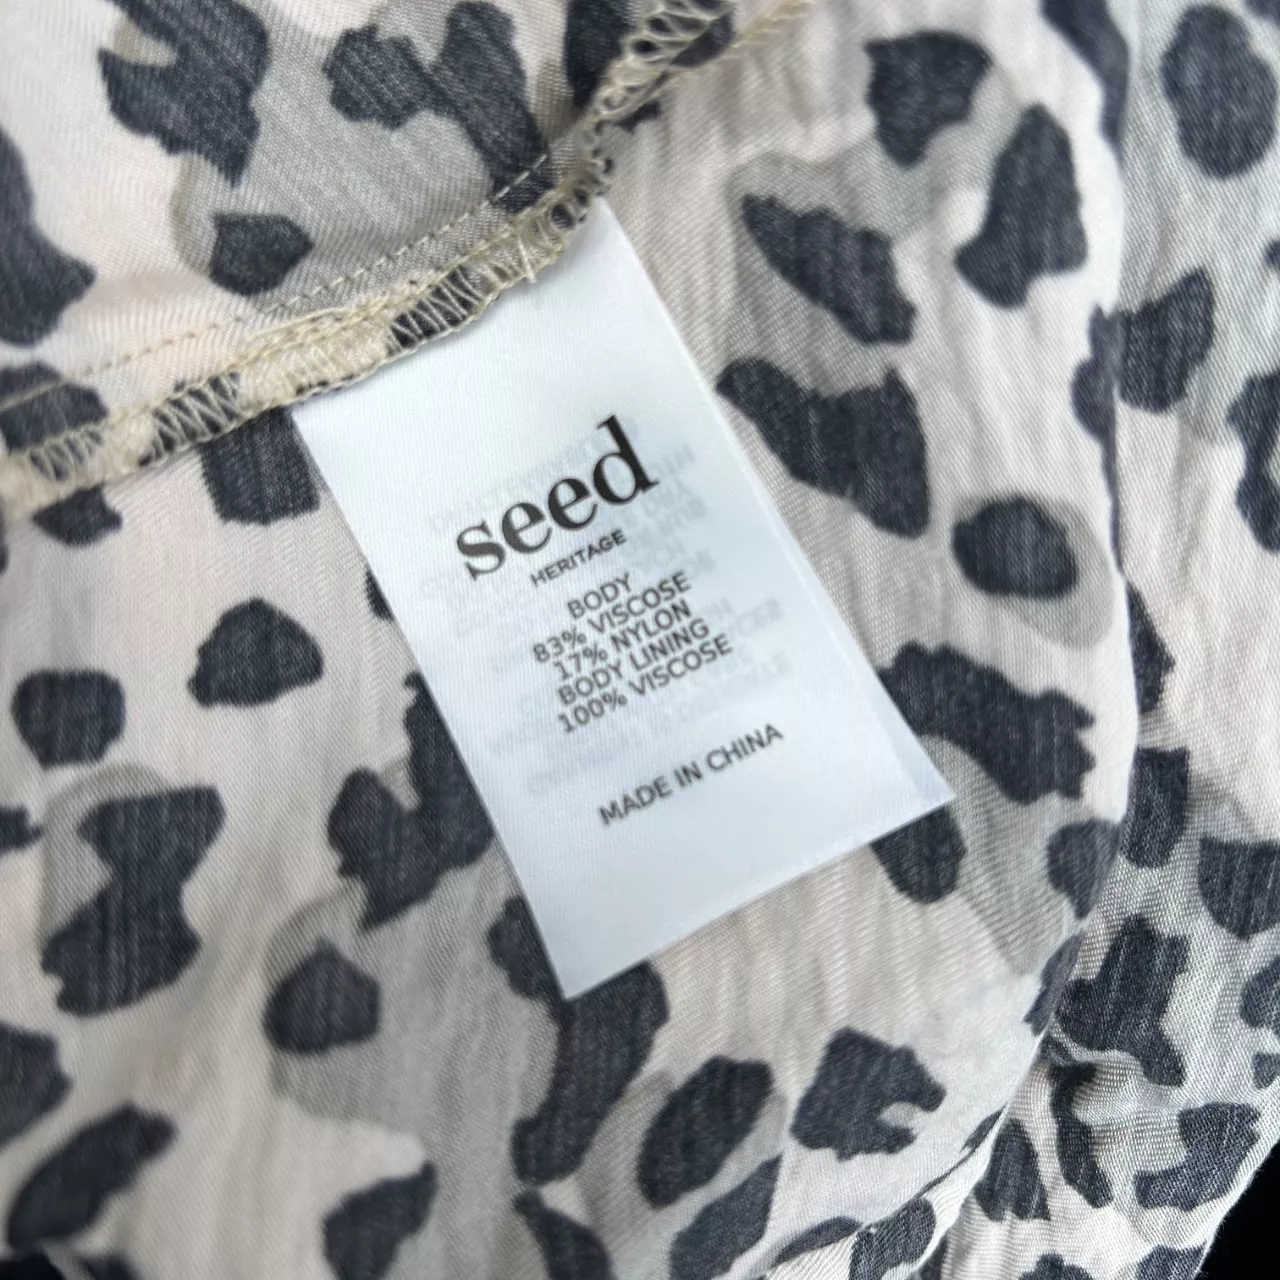 seed
HERITAGE
BODY
83% VISCOSE
17% NYLON
BODY LINING
100% VISCOSE
MADE IN CHINA